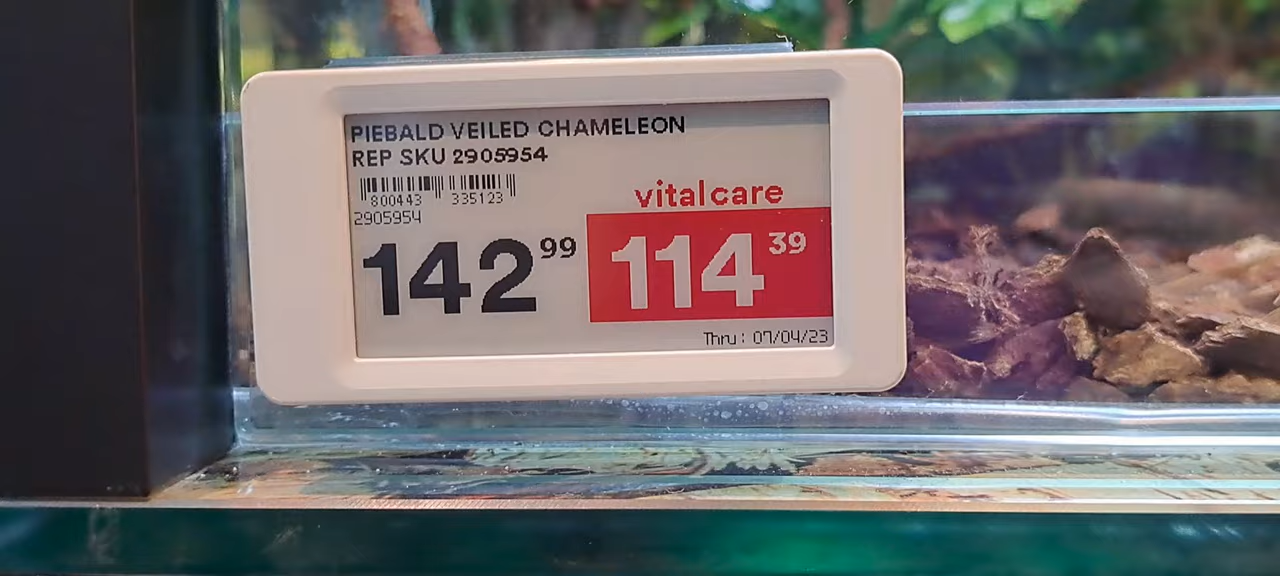 PIEBALD VEILED CHAMELEON
REP SKU 2905954
800443 335123
2905954
vitalcare
142 99
114 39
Thru: 07/04/23